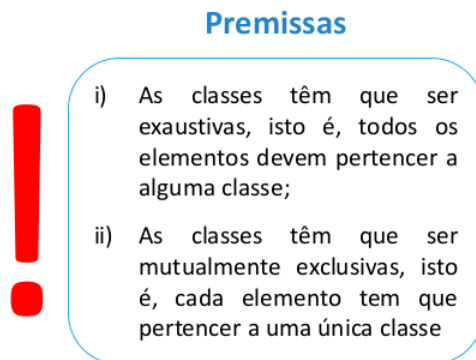 Premissas
i) As classes têm que ser
exaustivas, isto é, todos os
elementos devem pertencer a
alguma classe;
ii) As classes têm que ser
mutualmente exclusivas, isto
é, cada elemento tem que
pertencer a uma única classe
!